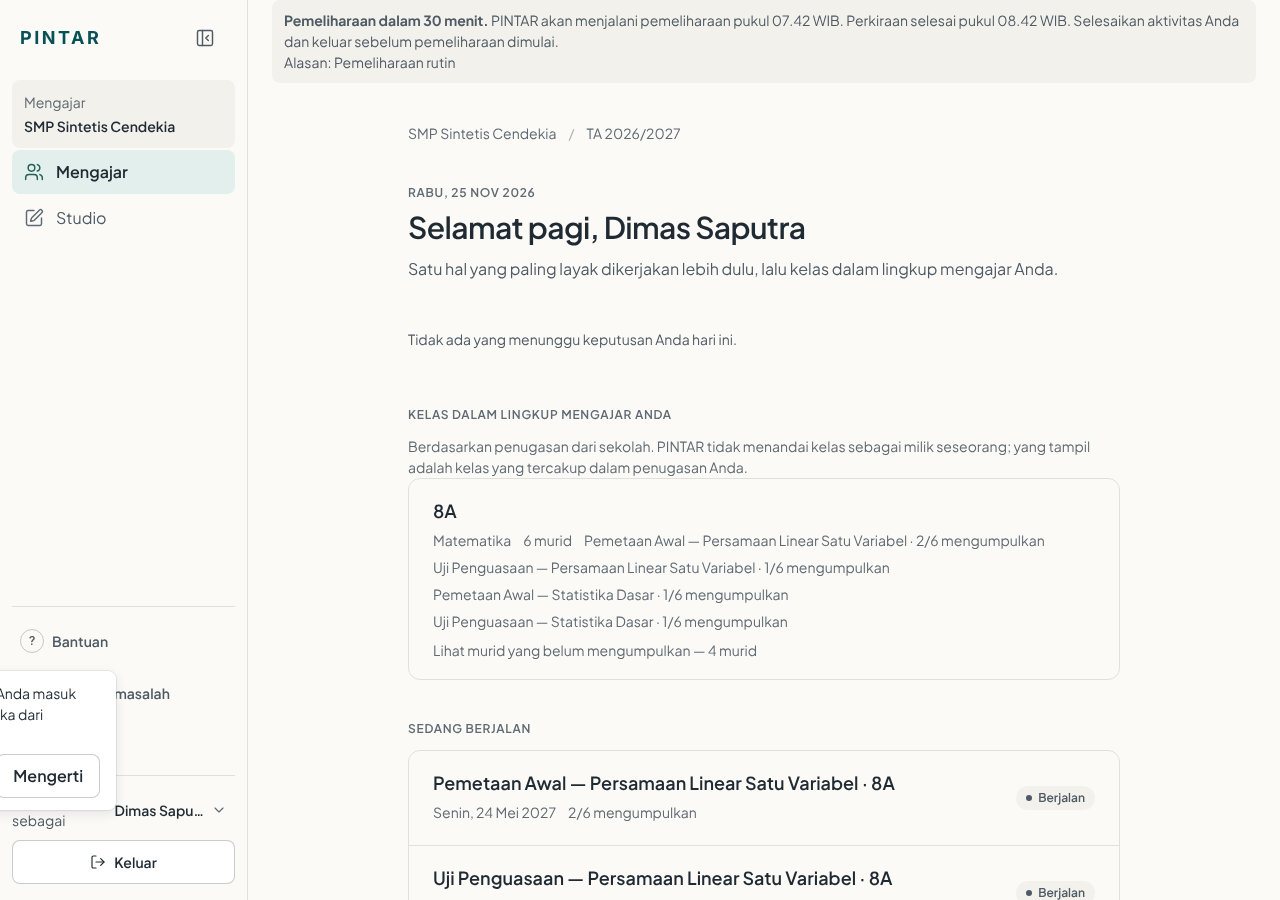 PINTAR
Mengajar
SMP Sintetis Cendekia
Mengajar
Studio
Bantuan
masalah
Anda masuk
ka dari
Mengerti
sebagai
Dimas Sapu...
Keluar
Pemeliharaan dalam 30 menit. PINTAR akan menjalani pemeliharaan pukul 07.42 WIB. Perkiraan selesai pukul 08.42 WIB. Selesaikan aktivitas Anda
dan keluar sebelum pemeliharaan dimulai.
Alasan: Pemeliharaan rutin
SMP Sintetis Cendekia / TA 2026/2027
RABU, 25 NOV 2026
Selamat pagi, Dimas Saputra
Satu hal yang paling layak dikerjakan lebih dulu, lalu kelas dalam lingkup mengajar Anda.
Tidak ada yang menunggu keputusan Anda hari ini.
KELAS DALAM LINGKUP MENGAJAR ANDA
Berdasarkan penugasan dari sekolah. PINTAR tidak menandai kelas sebagai milik seseorang; yang tampil
adalah kelas yang tercakup dalam penugasan Anda.
8A
Matematika 6 murid Pemetaan Awal — Persamaan Linear Satu Variabel · 2/6 mengumpulkan
Uji Penguasaan — Persamaan Linear Satu Variabel · 1/6 mengumpulkan
Pemetaan Awal — Statistika Dasar · 1/6 mengumpulkan
Uji Penguasaan — Statistika Dasar · 1/6 mengumpulkan
Lihat murid yang belum mengumpulkan — 4 murid
SEDANG BERJALAN
Pemetaan Awal — Persamaan Linear Satu Variabel · 8A
Senin, 24 Mei 2027 2/6 mengumpulkan
Berjalan
Uji Penguasaan — Persamaan Linear Satu Variabel · 8A
Berjalan